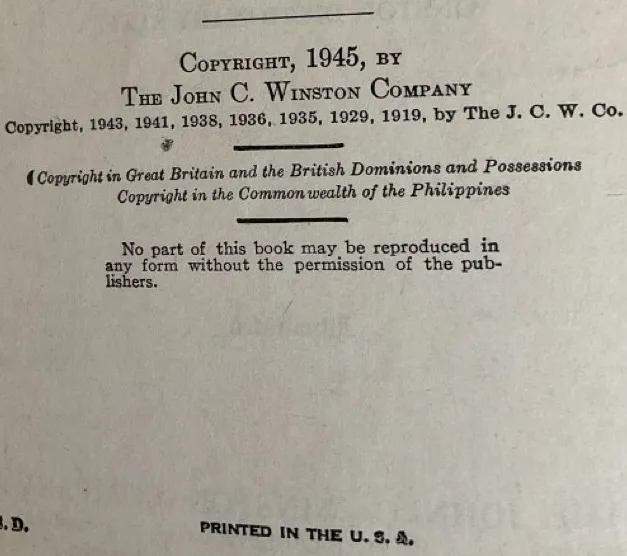 COPYRIGHT, 1945, BY
THE JOHN C. WINSTON COMPANY
Copyright, 1943, 1941, 1938, 1936, 1935, 1929, 1919, by The J. C. W. Co.
Copyright in Great Britain and the British Dominions and Possessions
Copyright in the Commonwealth of the Philippines
No part of this book may be reproduced in
any form without the permission of the pub-
lishers.
PRINTED IN THE U. S. A.